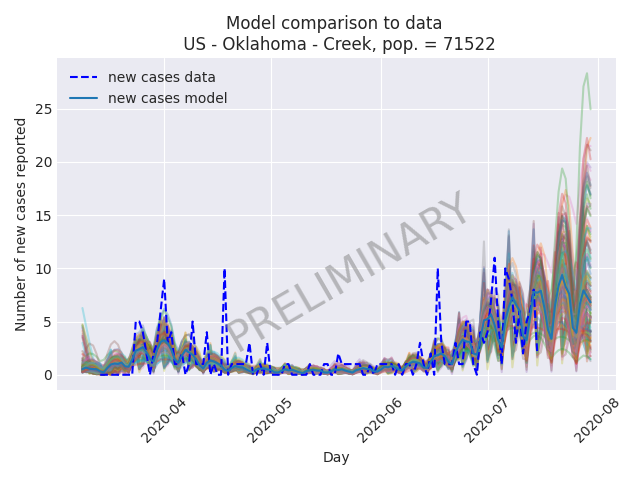 Model comparison to data
US - Oklahoma - Creek, pop. = 71522
new cases data
new cases model
Number of new cases reported
25
20
15
10
5
0
PRELIMINARY
2020-04
2020-05
2020-06
2020-07
2020-08
Day